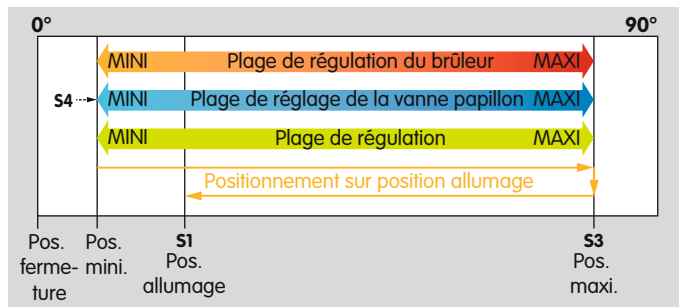 0° 90°
MINI Plage de régulation du brûleur MAXI
S4 MINI Plage de réglage de la vanne papillon MAXI
MINI Plage de régulation MAXI
Positionnement sur position allumage
Pos. Pos. S1 S3
ferme- mini. Pos. Pos.
ture allumage maxi.